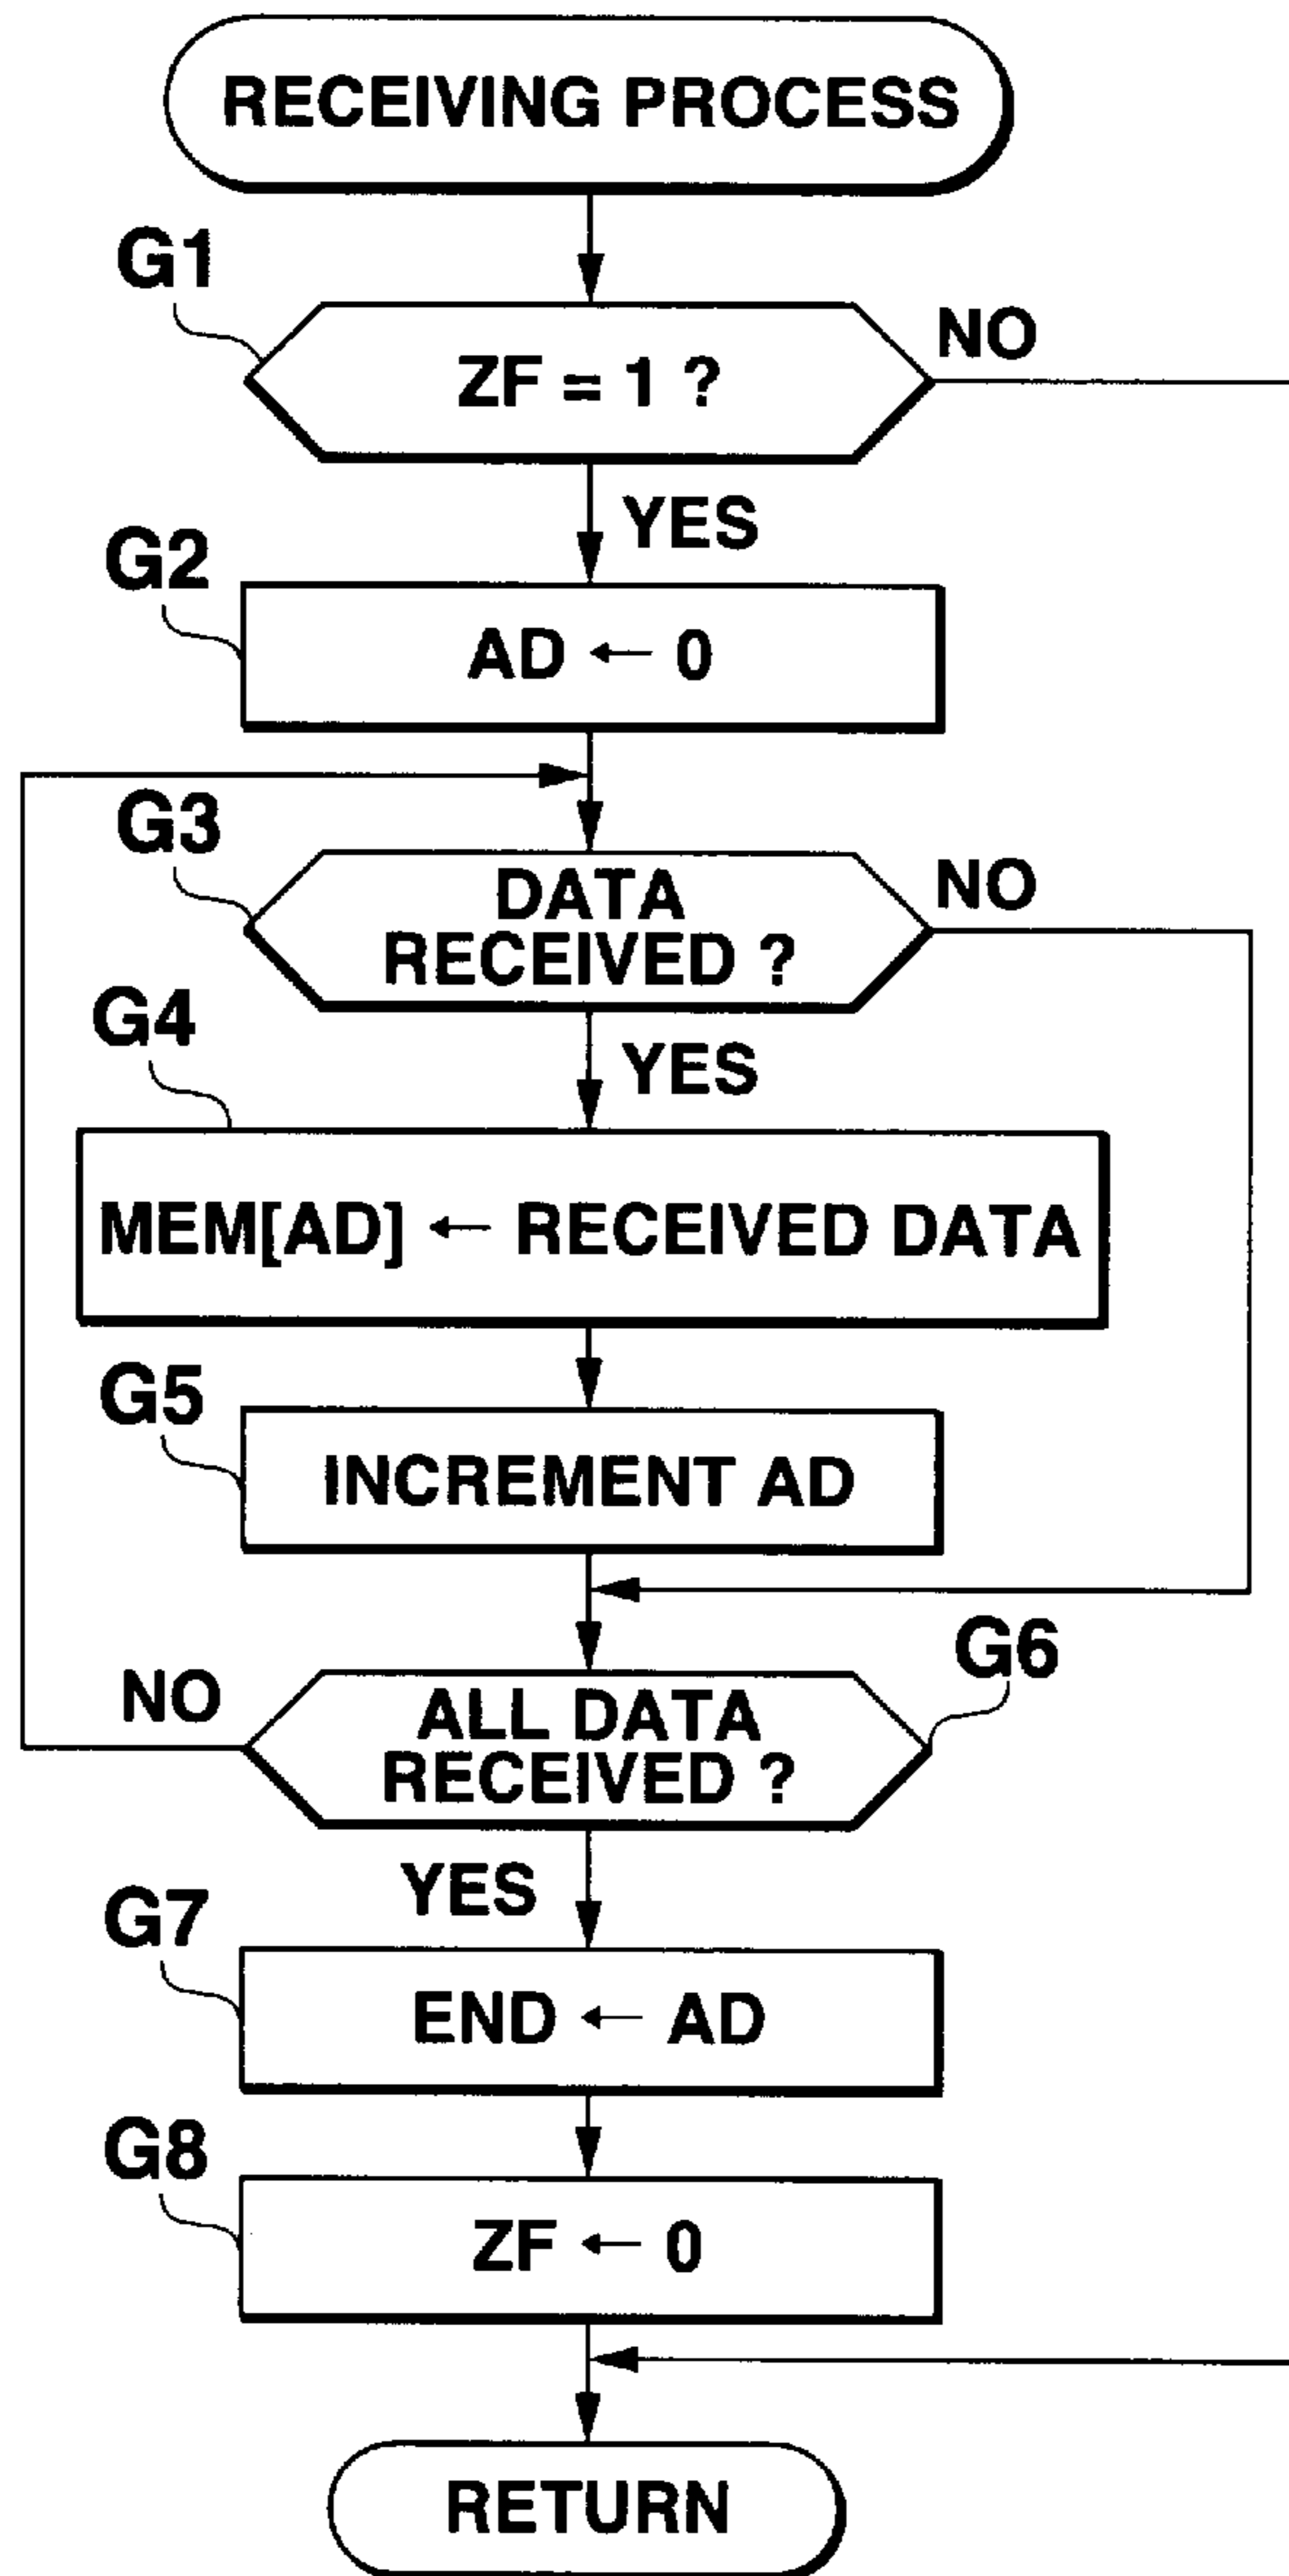 RECEIVING PROCESS
G1
ZF = 1 ?
NO
YES
G2
AD ← 0
G3
DATA
RECEIVED ?
NO
YES
G4
MEM[AD] ← RECEIVED DATA
G5
INCREMENT AD
G6
ALL DATA
RECEIVED ?
NO
YES
G7
END ← AD
G8
ZF ← 0
RETURN